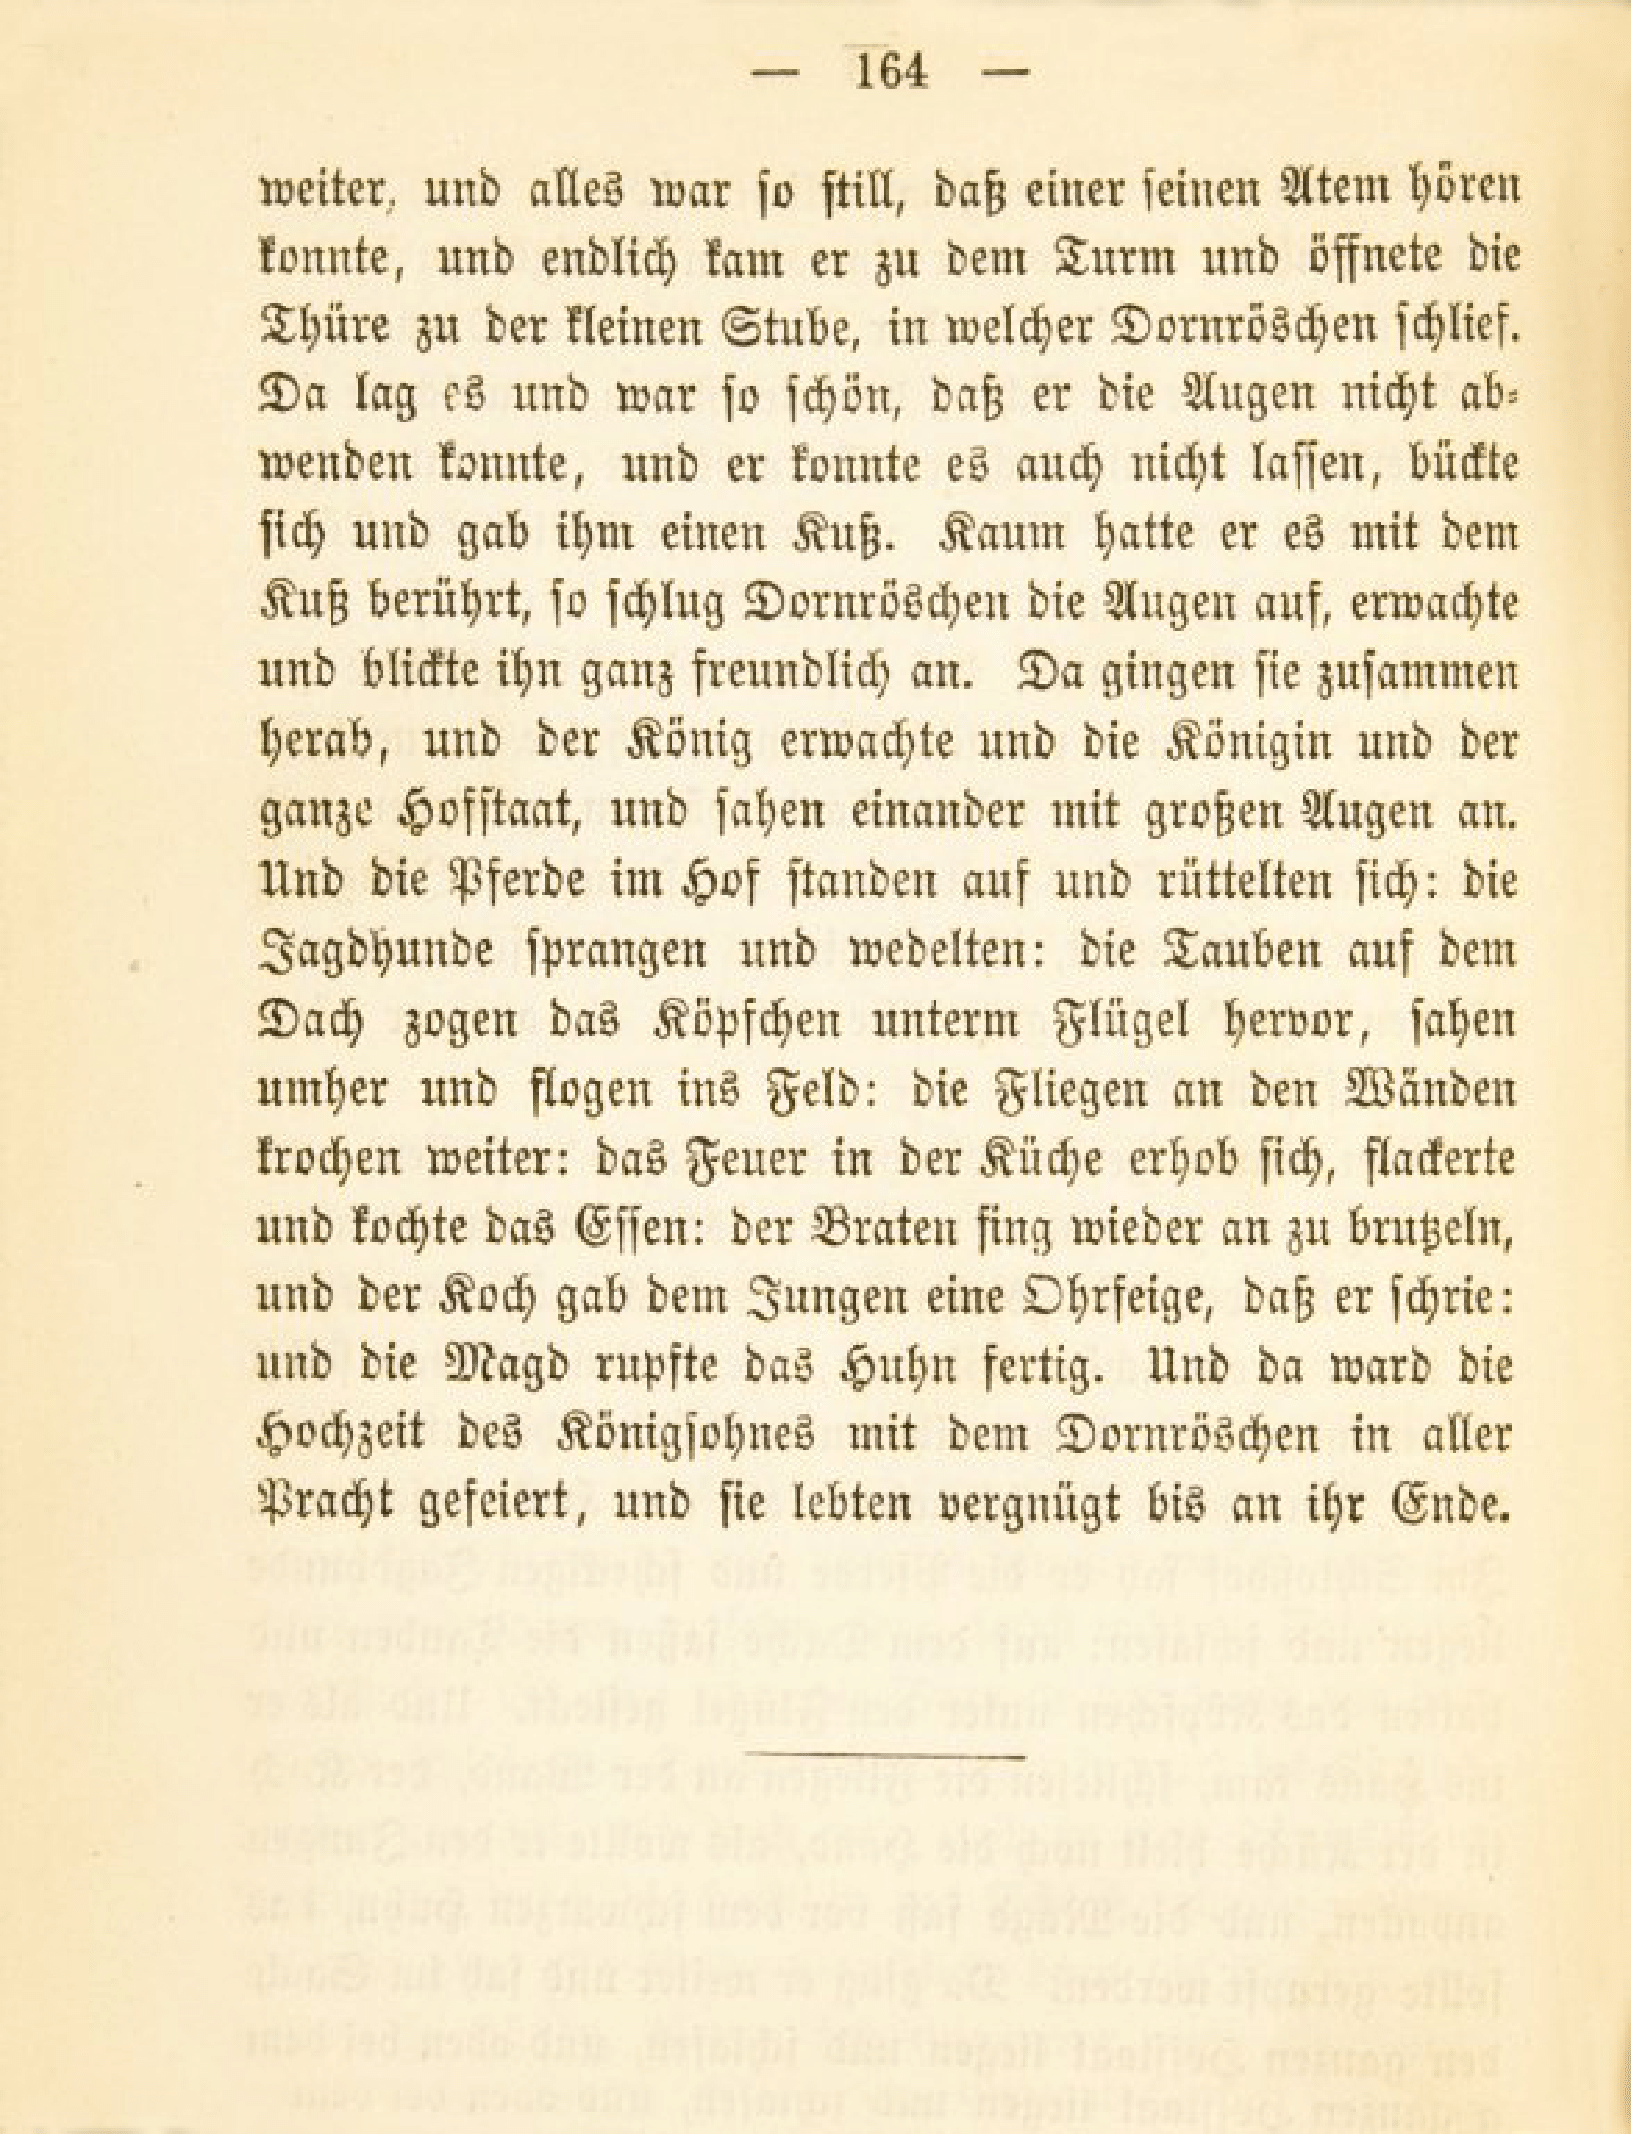 — 164 —
weiter, und alles war so still, daß einer seinen Atem hören
konnte, und endlich kam er zu dem Turm und öffnete die
Thüre zu der kleinen Stube, in welcher Dornröschen schlief.
Da lag es und war so schön, daß er die Augen nicht ab-
wenden konnte, und er konnte es auch nicht lassen, bückte
sich und gab ihm einen Kuß. Kaum hatte er es mit dem
Kuß berührt, so schlug Dornröschen die Augen auf, erwachte
und blickte ihn ganz freundlich an. Da gingen sie zusammen
herab, und der König erwachte und die Königin und der
ganze Hofstaat, und sahen einander mit großen Augen an.
Und die Pferde im Hof standen auf und rüttelten sich: die
Jagdhunde sprangen und wedelten: die Tauben auf dem
Dach zogen das Köpfchen unterm Flügel hervor, sahen
umher und flogen ins Feld: die Fliegen an den Wänden
krochen weiter: das Feuer in der Küche erhob sich, flackerte
und kochte das Essen: der Braten fing wieder an zu brutzeln,
und der Koch gab dem Jungen eine Ohrfeige, daß er schrie:
und die Magd rupfte das Huhn fertig. Und da ward die
Hochzeit des Königsohnes mit dem Dornröschen in aller
Pracht gefeiert, und sie lebten vergnügt bis an ihr Ende.